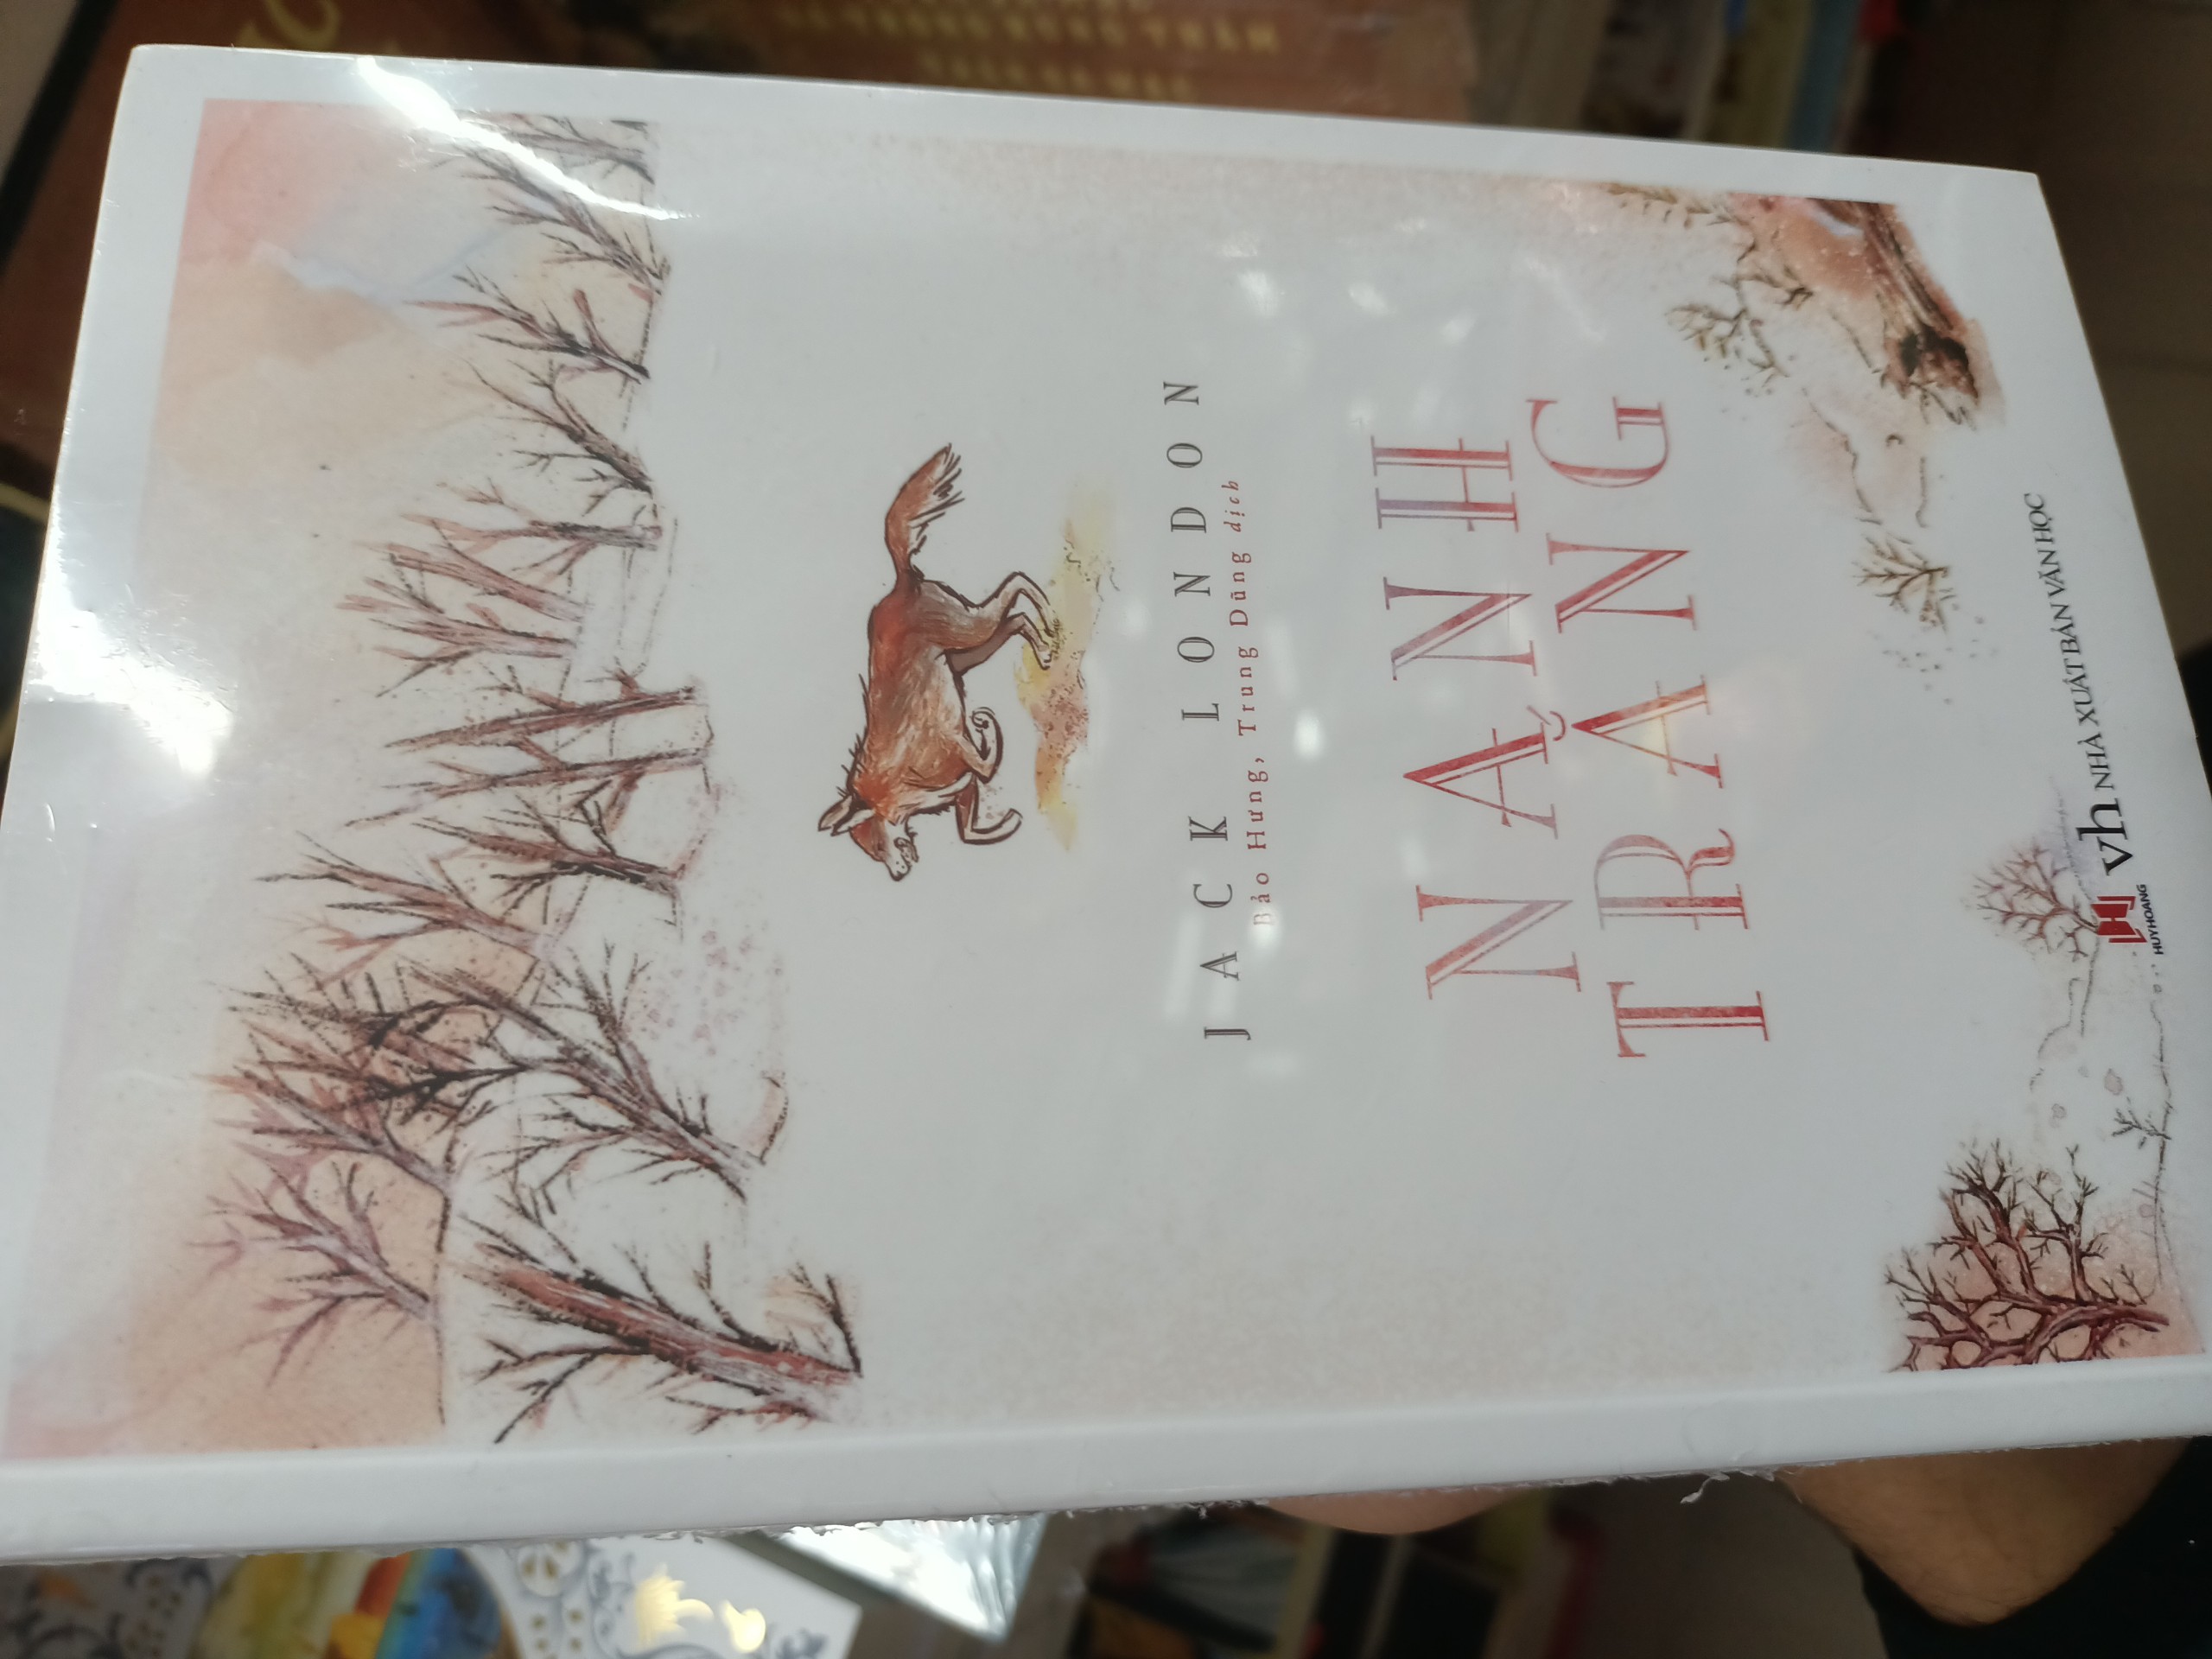 JACK LONDON
Bảo Hưng, Trung Dũng dịch
NANH
TRẮNG
HUYHOANG
vh NHÀ XUẤT BẢN VĂN HỌC